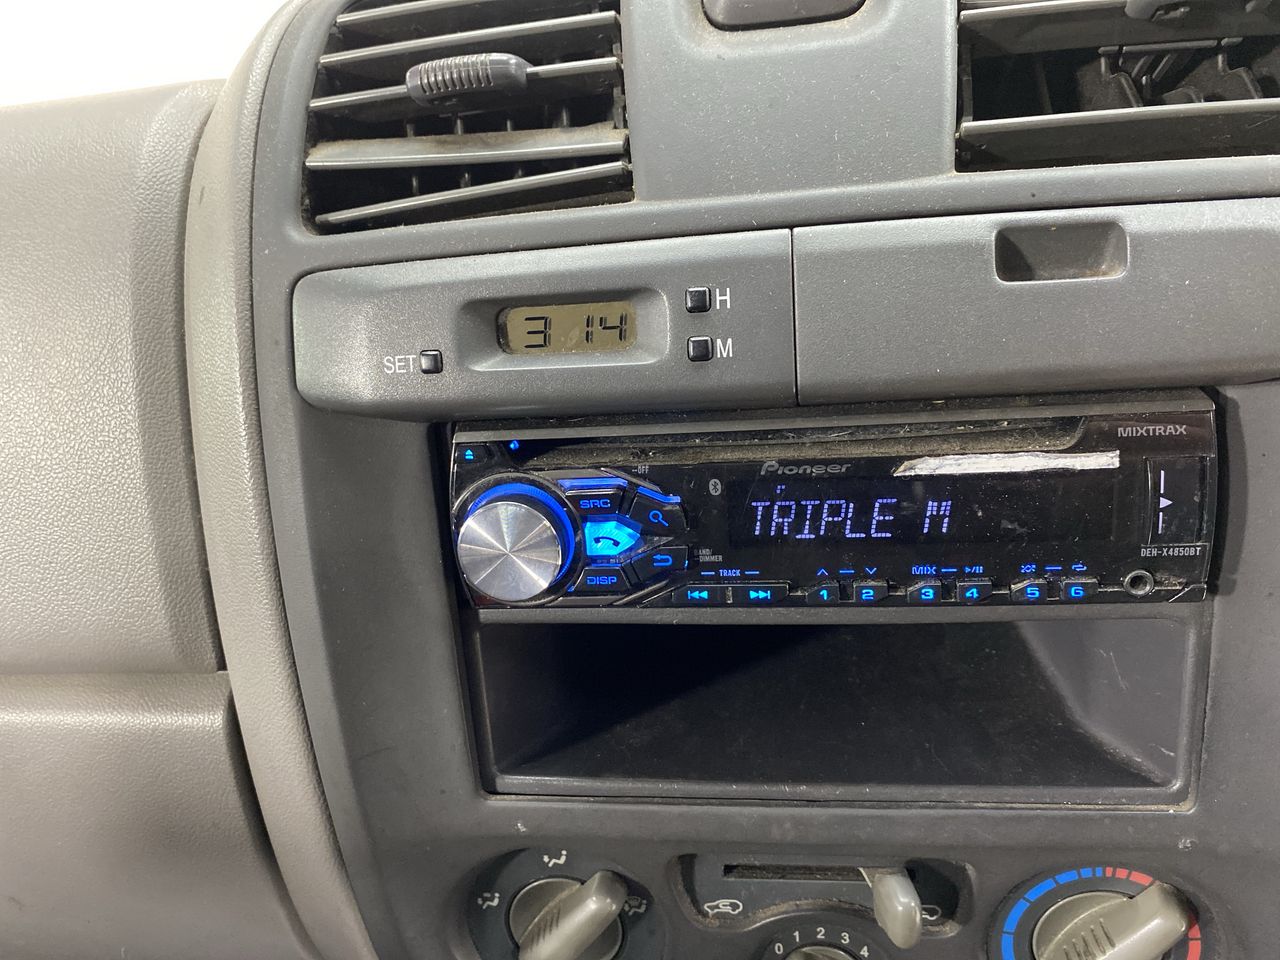 3 14
H
SET
M
MIXTRAX
OFF
Pioneer
SRC
TRIPLE M
BAND/
DIMMER
DEH-X4850BT
DISP
TRACK
MIX
1 2 3 4 5 6
0 1 2 3 4